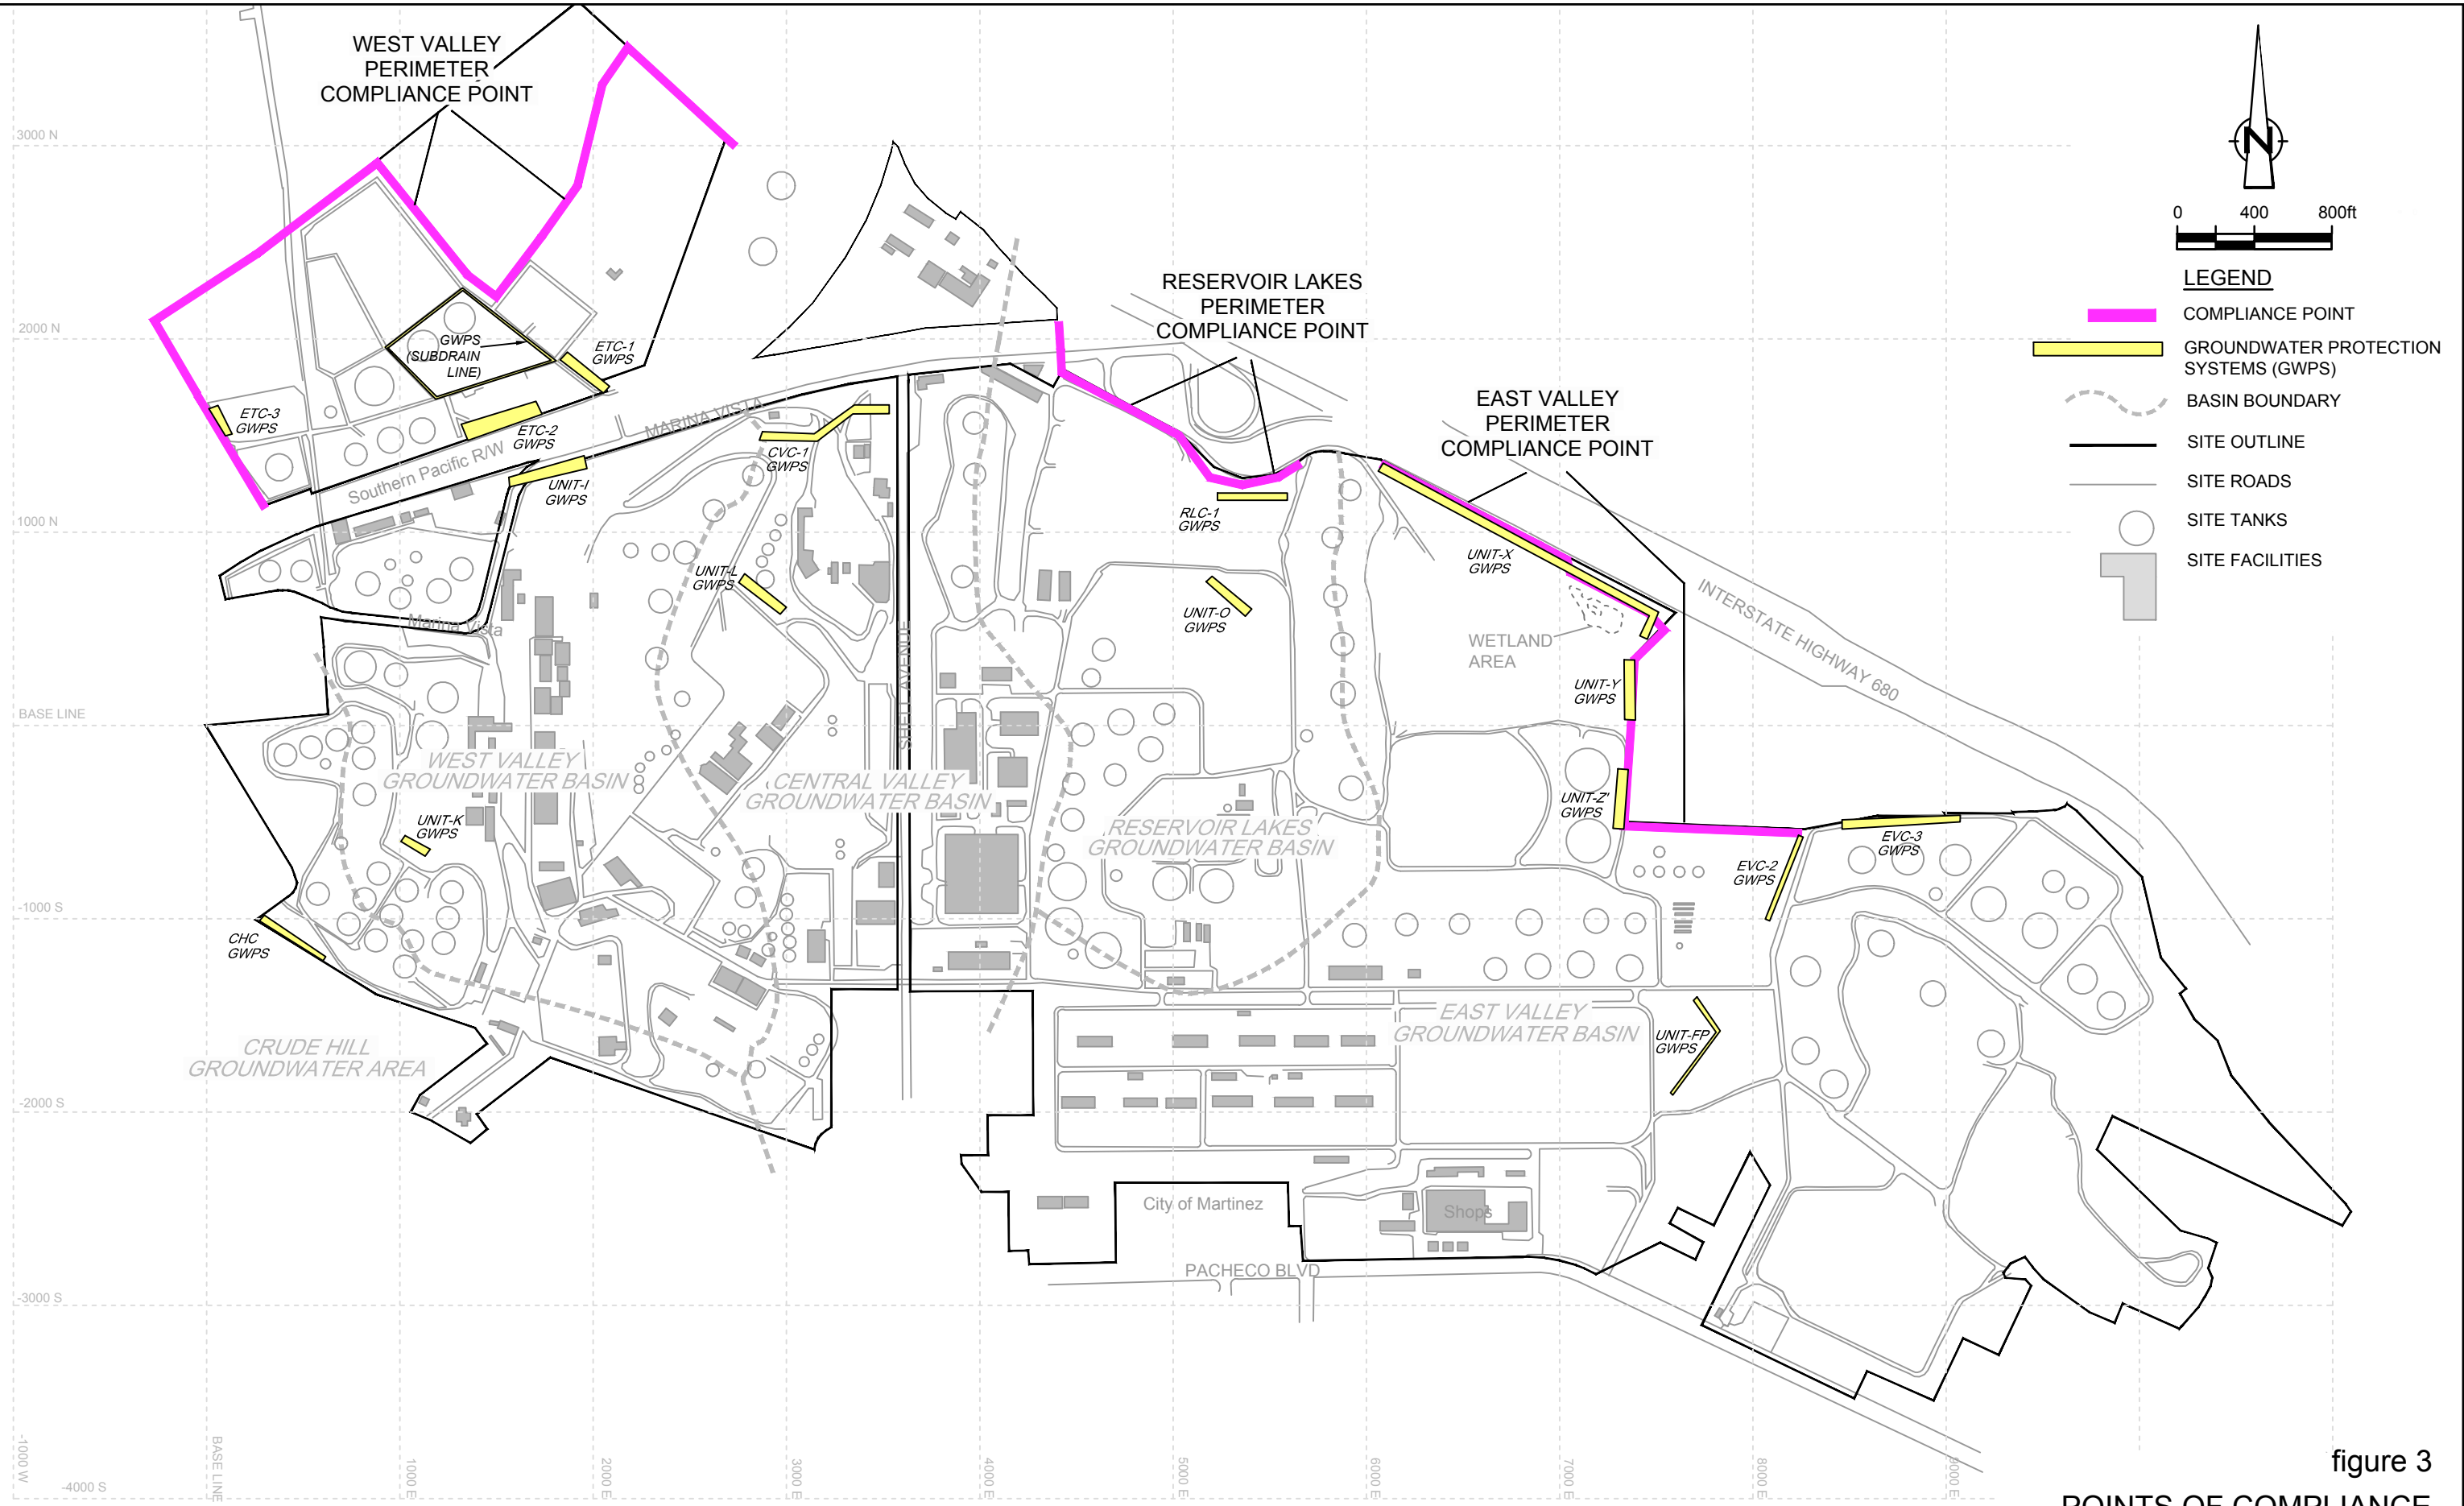 WEST VALLEY
PERIMETER
COMPLIANCE POINT
3000 N
2000 N
1000 N
BASE LINE
-1000 S
-2000 S
-3000 S
-4000 S
-1000 W
BASE LINE
1000 E
2000 E
3000 E
4000 E
5000 E
6000 E
7000 E
8000 E
9000 E
GWPS
(SUBDRAIN
LINE)
ETC-1
GWPS
ETC-3
GWPS
ETC-2
GWPS
Southern Pacific R/W
MARINA VISTA
UNIT-I
GWPS
CVC-1
GWPS
UNIT-L
GWPS
Marina Vista
SHELL AVENUE
RESERVOIR LAKES
PERIMETER
COMPLIANCE POINT
RLC-1
GWPS
UNIT-O
GWPS
EAST VALLEY
PERIMETER
COMPLIANCE POINT
UNIT-X
GWPS
WETLAND
AREA
INTERSTATE HIGHWAY 680
UNIT-Y
GWPS
UNIT-Z'
GWPS
EVC-2
GWPS
EVC-3
GWPS
WEST VALLEY
GROUNDWATER BASIN
CENTRAL VALLEY
GROUNDWATER BASIN
RESERVOIR LAKES
GROUNDWATER BASIN
UNIT-K
GWPS
CHC
GWPS
CRUDE HILL
GROUNDWATER AREA
EAST VALLEY
GROUNDWATER BASIN
UNIT-FP
GWPS
City of Martinez
Shops
PACHECO BLVD
N
0 400 800ft
LEGEND
COMPLIANCE POINT
GROUNDWATER PROTECTION
SYSTEMS (GWPS)
BASIN BOUNDARY
SITE OUTLINE
SITE ROADS
SITE TANKS
SITE FACILITIES
figure 3
POINTS OF COMPLIANCE